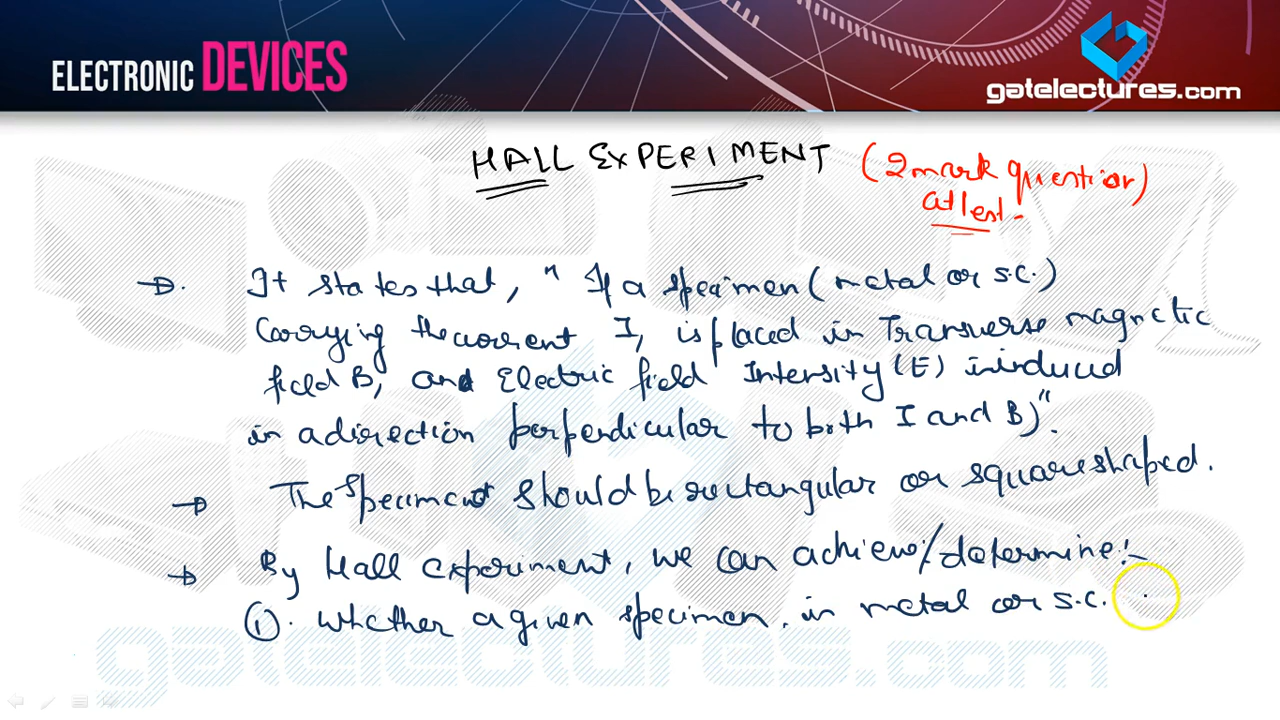 ELECTRONIC DEVICES
gatelectures.com
HALL EXPERIMENT (2 mark question)
atlest.
→. It states that, " If a specimen (metal or s.c.)
Carrying the current I, is placed in Transverse magnetic
field B, and Electric field Intensity (E) is induced
in a direction perpendicular to both I and B)".
→ The Specimen should be rectangular or square shaped.
→ By Hall experiment, we can achieve/determine:-
①. Whether a given specimen, in metal or s.c.
gatelectures.com